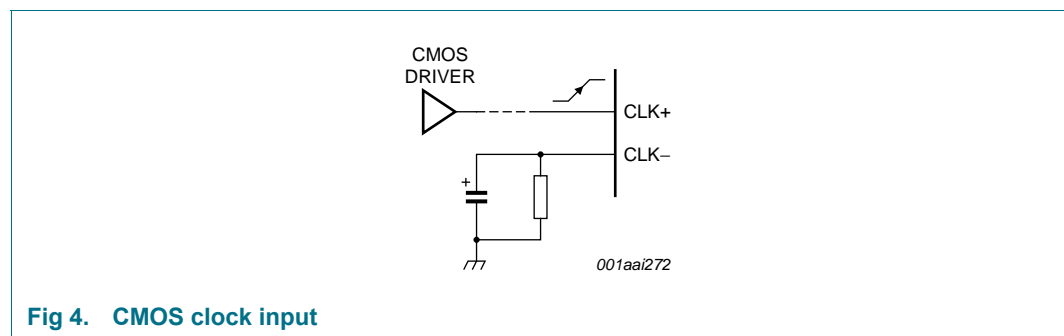 CMOS
DRIVER
CLK+
CLK−
+
001aai272
Fig 4. CMOS clock input